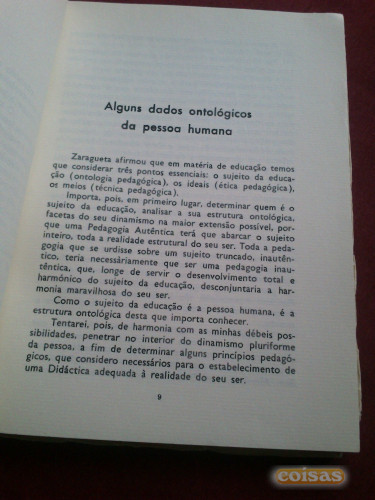 Alguns dados ontológicos
da pessoa humana
Zaragueta afirmou que em matéria de educação temos
que considerar três pontos essenciais: o sujeito da educa-
ção (ontologia pedagógica), os ideais (ética pedagógica),
os meios (técnica pedagógica).
Importa, pois, em primeiro lugar, determinar quem é o
sujeito da educação, analisar a sua estrutura ontológica,
facetas do seu dinamismo na maior extensão possível, por-
que uma Pedagogia Autêntica terá que abarcar o sujeito
inteiro, toda a realidade estrutural do seu ser. Toda a peda-
gogia que se urdisse sobre um sujeito truncado, inautên-
tico, teria necessàriamente que ser uma pedagogia inau-
têntica, que, longe de servir o desenvolvimento total e
harmónico do sujeito da educação, desconjuntaria a har-
monia maravilhosa do seu ser.
Como o sujeito da educação é a pessoa humana, é a
estrutura ontológica desta que importa conhecer.
Tentarei, pois, de harmonia com as minhas débeis pos-
sibilidades, penetrar no interior do dinamismo pluriforme
da pessoa, a fim de determinar alguns princípios pedagó-
gicos, que considero necessários para o estabelecimento de
uma Didáctica adequada à realidade do seu ser.
9
coisas